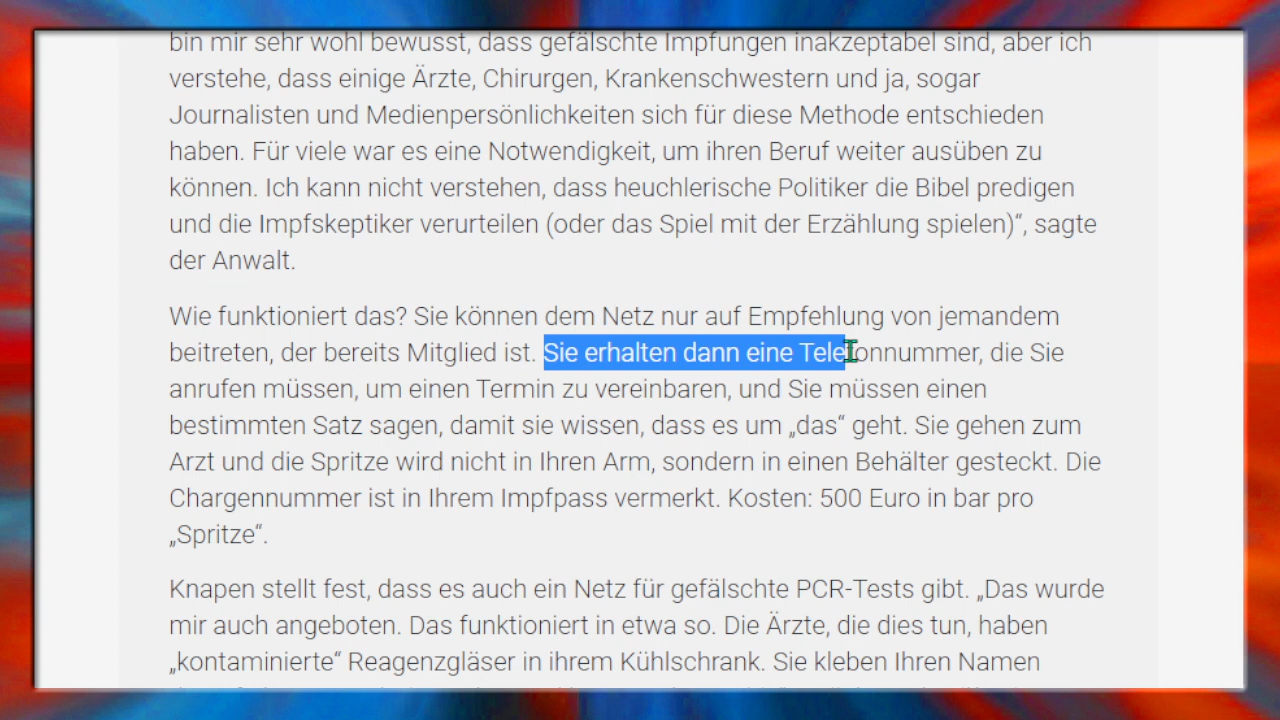 bin mir sehr wohl bewusst, dass gefälschte Impfungen inakzeptabel sind, aber ich
verstehe, dass einige Ärzte, Chirurgen, Krankenschwestern und ja, sogar
Journalisten und Medienpersönlichkeiten sich für diese Methode entschieden
haben. Für viele war es eine Notwendigkeit, um ihren Beruf weiter ausüben zu
können. Ich kann nicht verstehen, dass heuchlerische Politiker die Bibel predigen
und die Impfskeptiker verurteilen (oder das Spiel mit der Erzählung spielen)“, sagte
der Anwalt.
Wie funktioniert das? Sie können dem Netz nur auf Empfehlung von jemandem
beitreten, der bereits Mitglied ist. Sie erhalten dann eine Telefonnummer, die Sie
anrufen müssen, um einen Termin zu vereinbaren, und Sie müssen einen
bestimmten Satz sagen, damit sie wissen, dass es um „das“ geht. Sie gehen zum
Arzt und die Spritze wird nicht in Ihren Arm, sondern in einen Behälter gesteckt. Die
Chargennummer ist in Ihrem Impfpass vermerkt. Kosten: 500 Euro in bar pro
„Spritze“.
Knapen stellt fest, dass es auch ein Netz für gefälschte PCR-Tests gibt. „Das wurde
mir auch angeboten. Das funktioniert in etwa so. Die Ärzte, die dies tun, haben
„kontaminierte“ Reagenzgläser in ihrem Kühlschrank. Sie kleben Ihren Namen